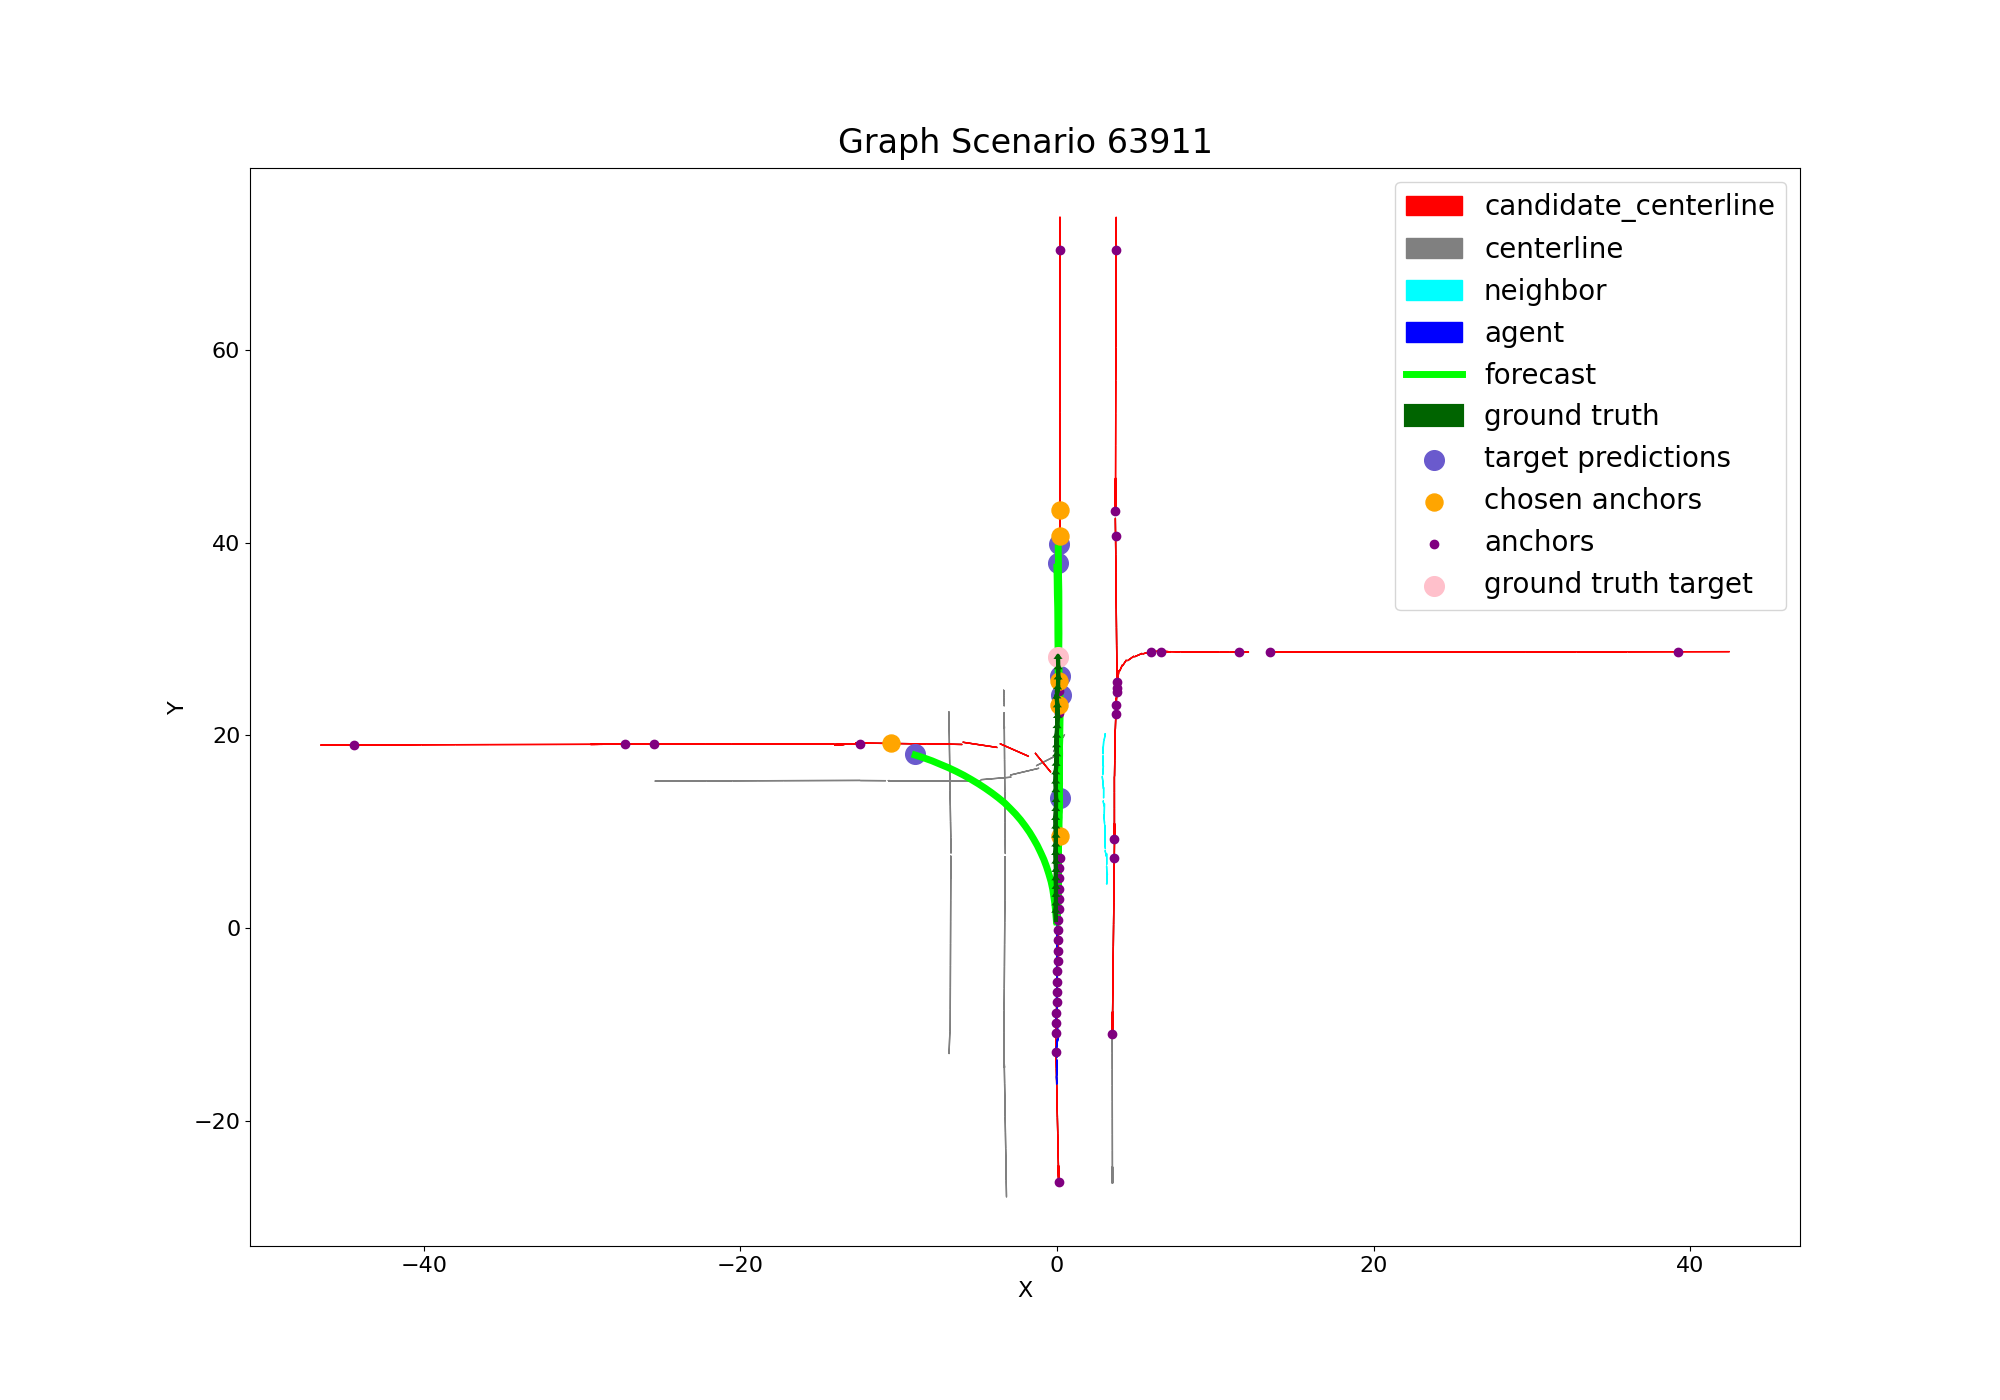 Graph Scenario 63911
candidate_centerline
centerline
neighbor
agent
forecast
ground truth
target predictions
chosen anchors
anchors
ground truth target
60
40
20
0
−20
Y
−40
−20
0
20
40
X